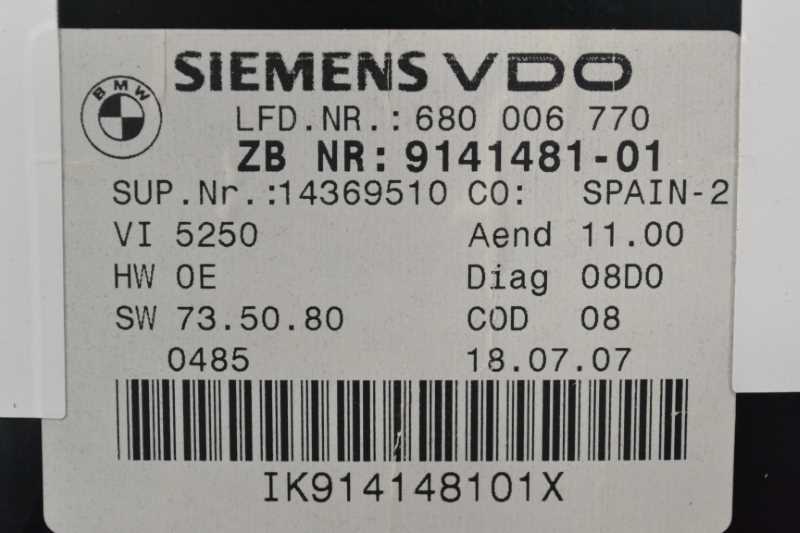 SIEMENS VDO
BMW
LFD.NR.:680 006 770
ZB NR:9141481-01
SUP.Nr.:14369510 CO: SPAIN-2
VI 5250 Aend 11.00
HW 0E Diag 08D0
SW 73.50.80 COD 08
0485 18.07.07
IK914148101X